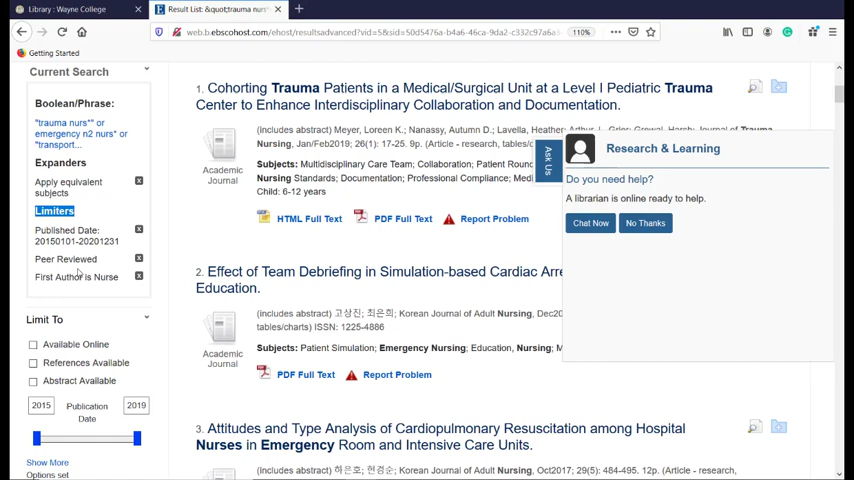 Library : Wayne College
Result List: &quot;trauma nurs*
web.b.ebscohost.com/ehost/resultsadvanced?vid=5&sid=50d5476a-b4a6-46ca-9da2-c332c97a6a
110%
Getting Started
Current Search
Boolean/Phrase:
"trauma nurs*" or
emergency n2 nurs* or
"transport...
Expanders
Apply equivalent
subjects
Limiters
Published Date:
20150101-20201231
Peer Reviewed
First Author is Nurse
Limit To
Available Online
References Available
Abstract Available
2015
Publication
Date
2019
Show More
Options set
1. Cohorting Trauma Patients in a Medical/Surgical Unit at a Level I Pediatric Trauma
Center to Enhance Interdisciplinary Collaboration and Documentation.
(includes abstract) Meyer, Loreen K.; Nanassy, Autumn D.; Lavella, Heather; Arthur L.; Grier; Grewal, Harsh; Journal of Trauma
Nursing, Jan/Feb2019; 26(1): 17-25. 9p. (Article - research, tables/
Academic
Journal
Subjects: Multidisciplinary Care Team; Collaboration; Patient Round
Nursing Standards; Documentation; Professional Compliance; Med
Child: 6-12 years
HTML Full Text
PDF Full Text
Report Problem
2. Effect of Team Debriefing in Simulation-based Cardiac Arre
Education.
(includes abstract) 고상진; 최은희; Korean Journal of Adult Nursing, Dec20
tables/charts) ISSN: 1225-4886
Academic
Journal
Subjects: Patient Simulation; Emergency Nursing; Education, Nursing; M
PDF Full Text
Report Problem
3. Attitudes and Type Analysis of Cardiopulmonary Resuscitation among Hospital
Nurses in Emergency Room and Intensive Care Units.
(includes abstract) 하은호; 현경순; Korean Journal of Adult Nursing, Oct2017; 29(5): 484-495. 12p. (Article - research,
Ask Us
Research & Learning
Do you need help?
A librarian is online ready to help.
Chat Now
No Thanks